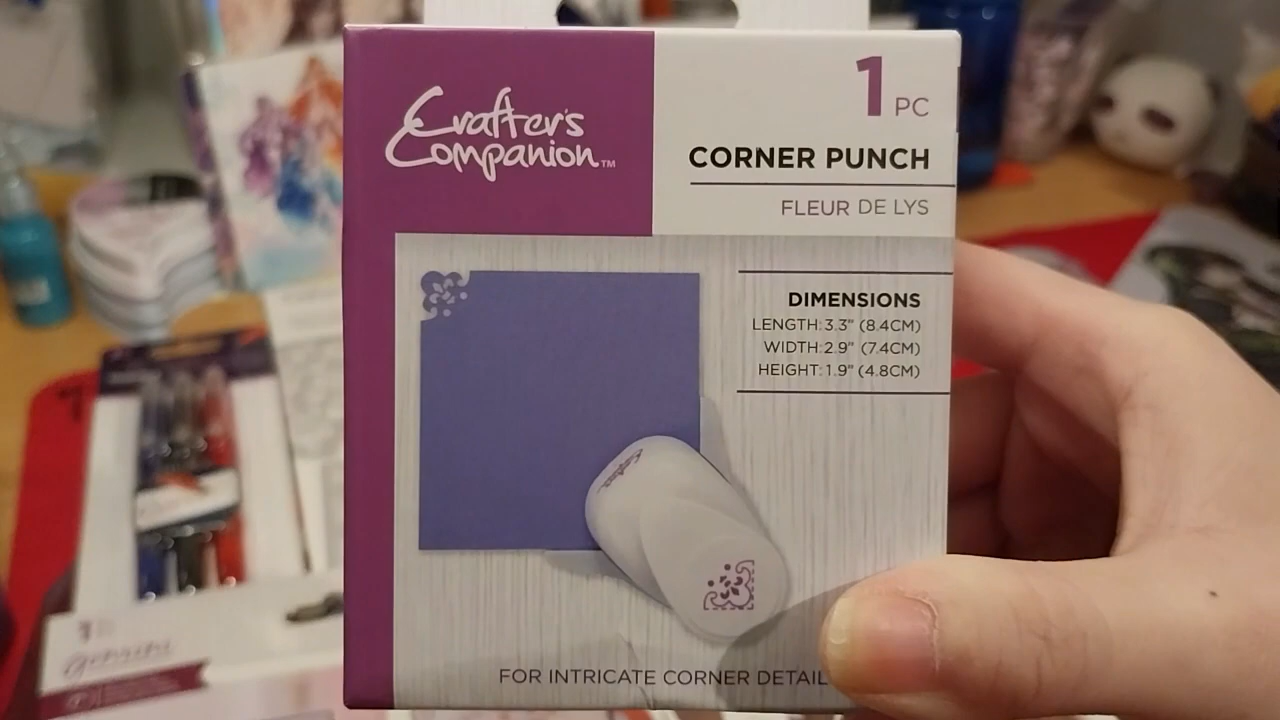 Crafter's
Companion™
1 PC
CORNER PUNCH
FLEUR DE LYS
DIMENSIONS
LENGTH: 3.3" (8.4CM)
WIDTH: 2.9" (7.4CM)
HEIGHT: 1.9" (4.8CM)
FOR INTRICATE CORNER DETAIL
gemini